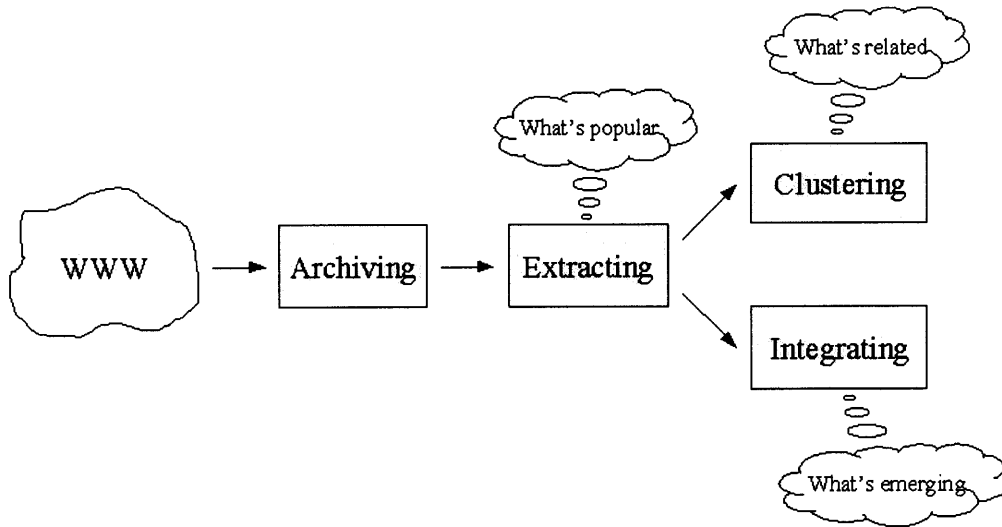 What's related
What's popular
Clustering
WWW
Archiving
Extracting
Integrating
What's emerging